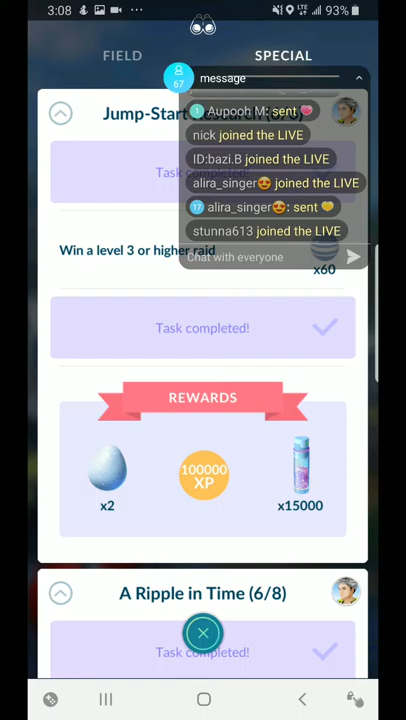 3:08
93%
FIELD
SPECIAL
67
message
Jump-Start
1 Aupooh M: sent
nick joined the LIVE
ID:bazi.B joined the LIVE
alira_singer😍 joined the LIVE
17 alira_singer😍: sent
stunna613 joined the LIVE
Win a level 3 or higher raid
Chat with everyone
x60
Task completed!
REWARDS
100000
XP
x2
x15000
A Ripple in Time (6/8)
Task completed!